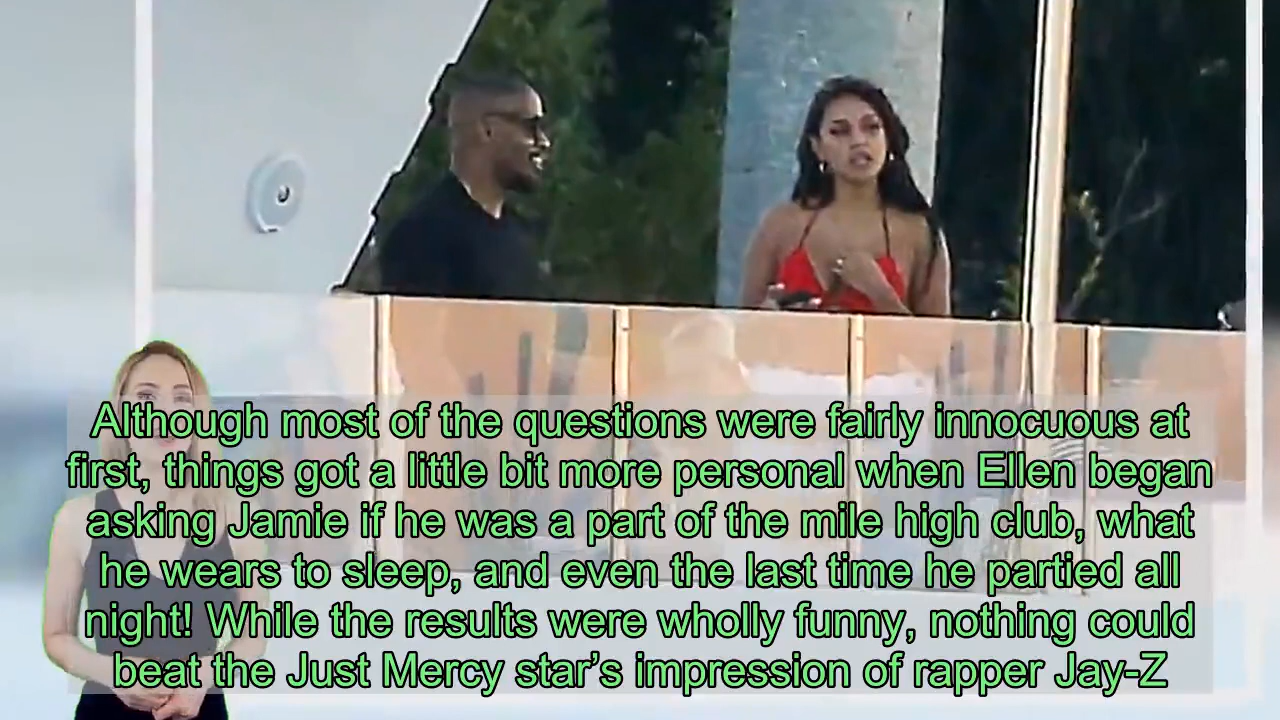 Although most of the questions were fairly innocuous at
first, things got a little bit more personal when Ellen began
asking Jamie if he was a part of the mile high club, what
he wears to sleep, and even the last time he partied all
night! While the results were wholly funny, nothing could
beat the Just Mercy star’s impression of rapper Jay-Z